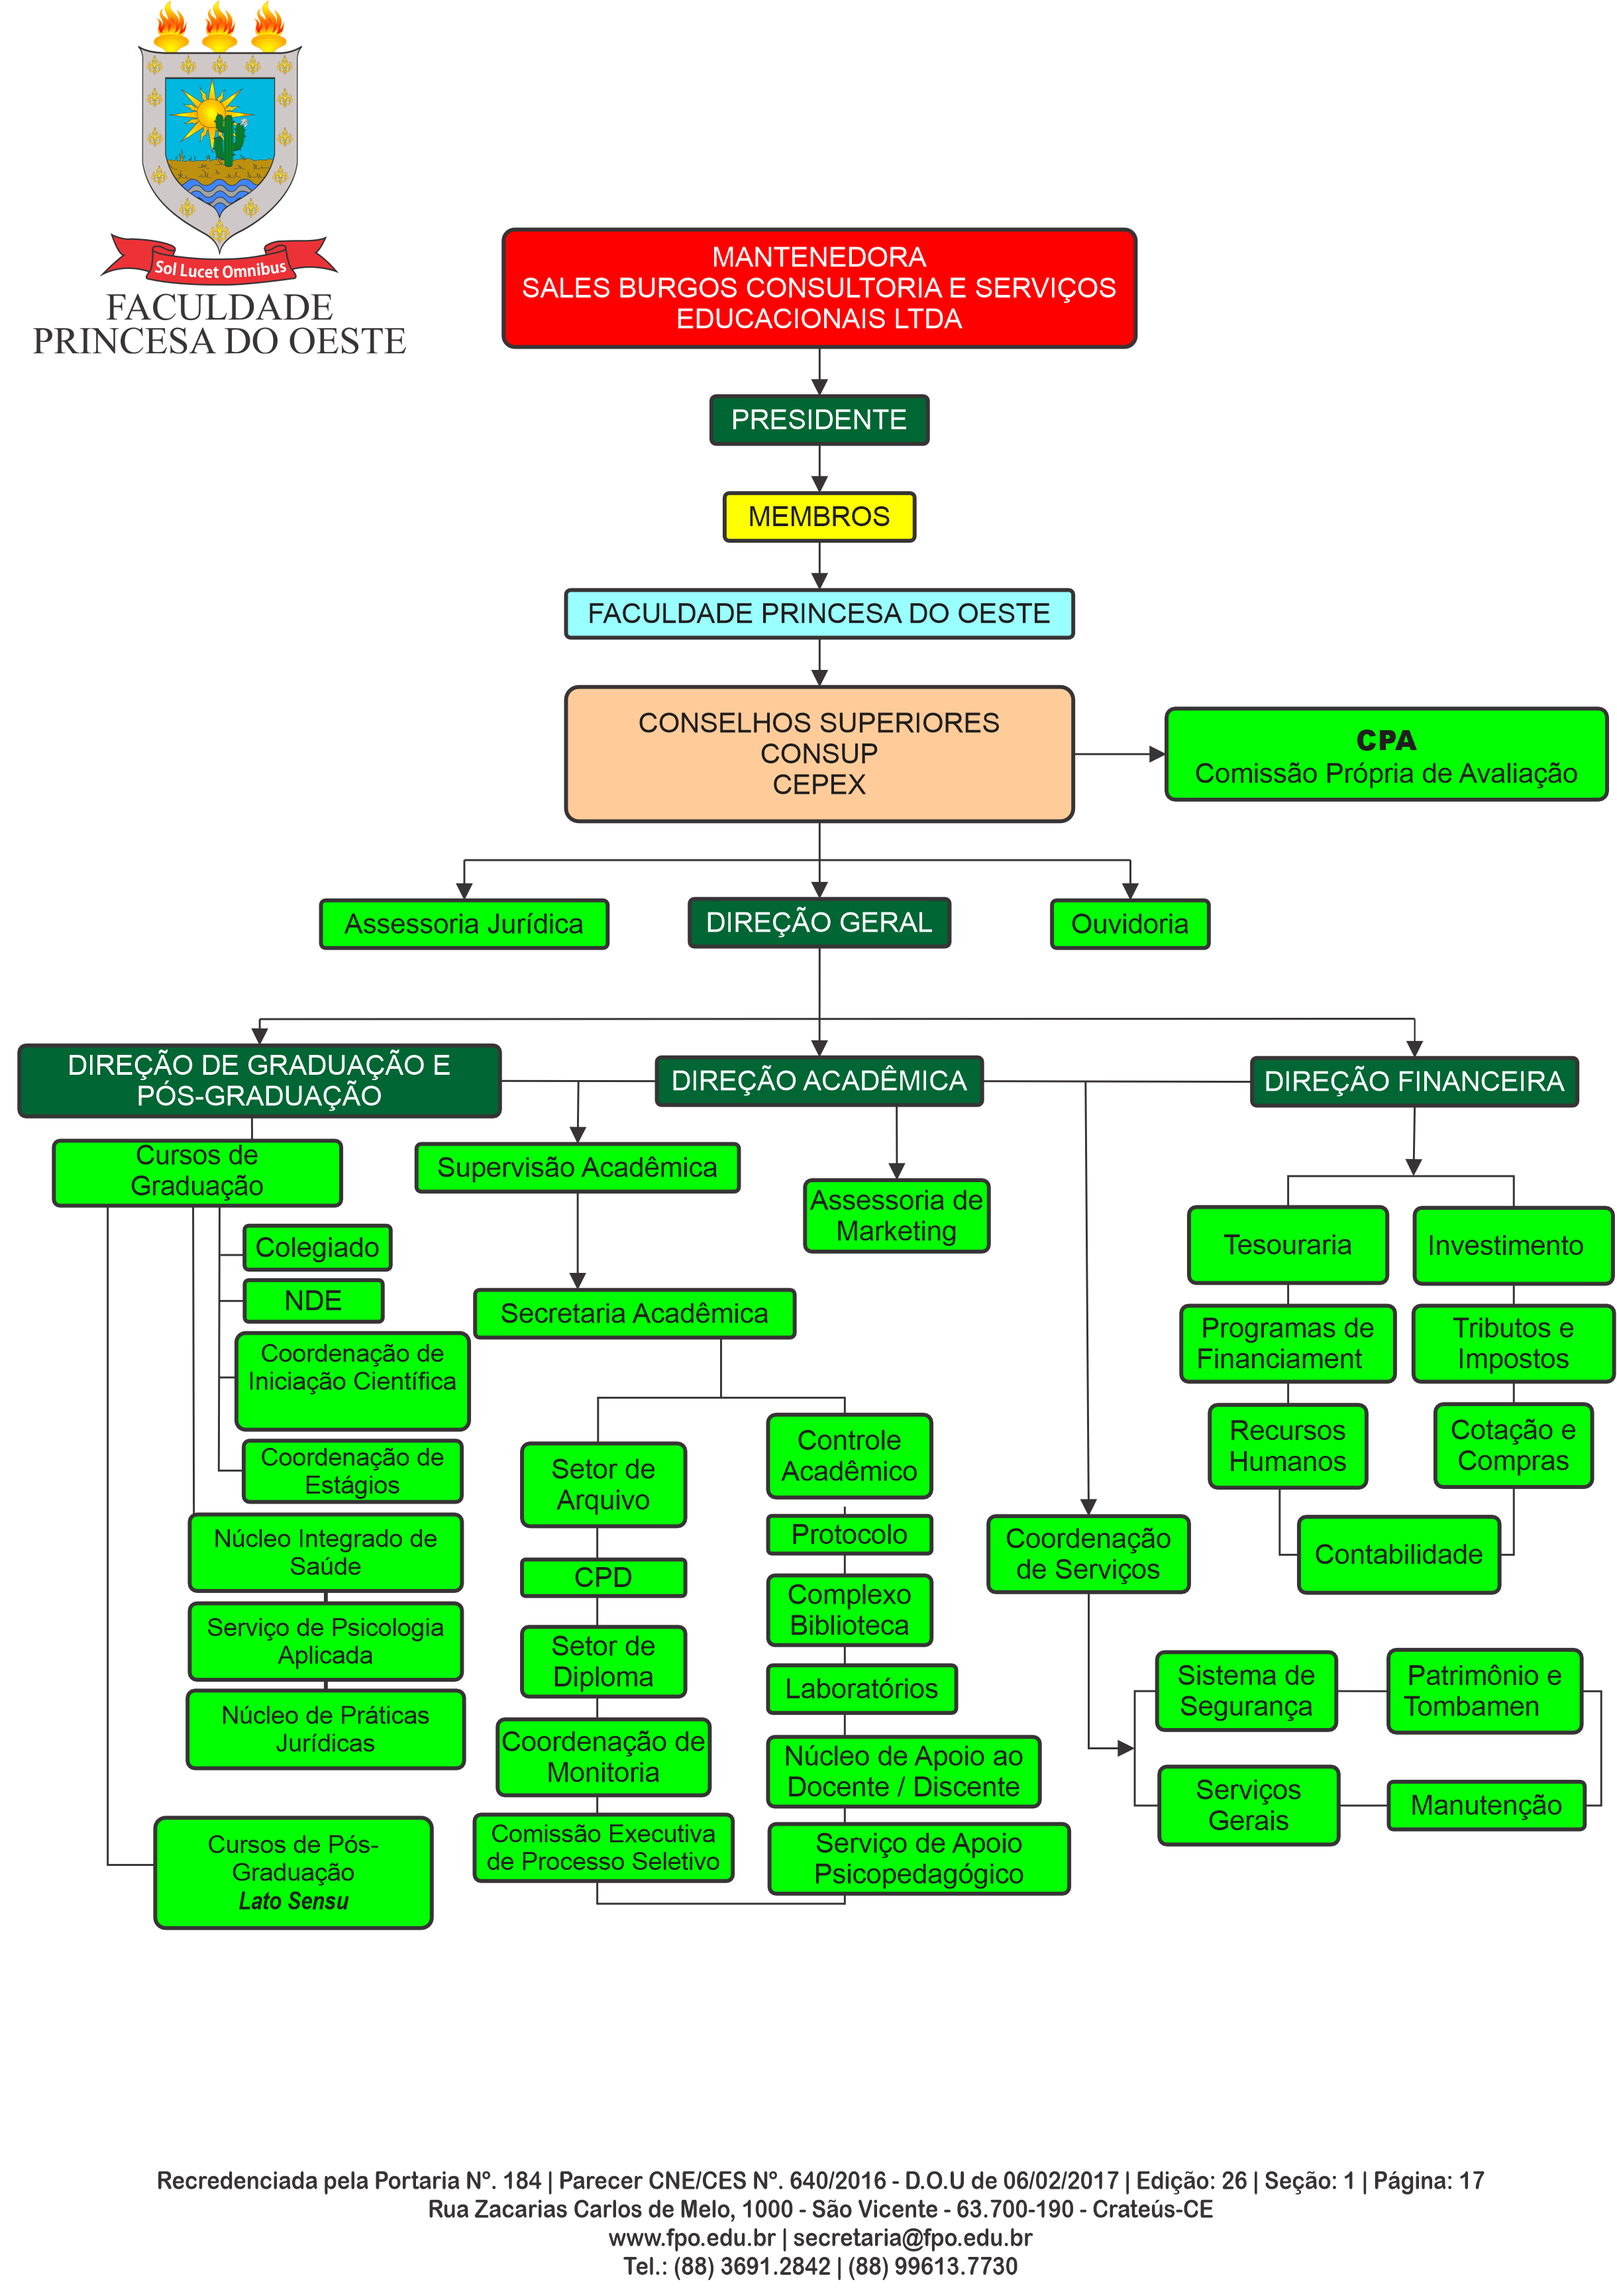 Sol Lucet Omnibus
FACULDADE
PRINCESA DO OESTE
MANTENEDORA
SALES BURGOS CONSULTORIA E SERVIÇOS
EDUCACIONAIS LTDA
PRESIDENTE
MEMBROS
FACULDADE PRINCESA DO OESTE
CONSELHOS SUPERIORES
CONSUP
CEPEX
CPA
Comissão Própria de Avaliação
Assessoria Jurídica
DIREÇÃO GERAL
Ouvidoria
DIREÇÃO DE GRADUAÇÃO E
PÓS-GRADUAÇÃO
DIREÇÃO ACADÊMICA
DIREÇÃO FINANCEIRA
Cursos de
Graduação
Colegiado
NDE
Coordenação de
Iniciação Científica
Coordenação de
Estágios
Núcleo Integrado de
Saúde
Serviço de Psicologia
Aplicada
Núcleo de Práticas
Jurídicas
Cursos de Pós-
Graduação
Lato Sensu
Supervisão Acadêmica
Secretaria Acadêmica
Setor de
Arquivo
CPD
Setor de
Diploma
Coordenação de
Monitoria
Comissão Executiva
de Processo Seletivo
Controle
Acadêmico
Protocolo
Complexo
Biblioteca
Laboratórios
Núcleo de Apoio ao
Docente / Discente
Serviço de Apoio
Psicopedagógico
Assessoria de
Marketing
Coordenação
de Serviços
Sistema de
Segurança
Patrimônio e
Tombamen
Serviços
Gerais
Manutenção
Tesouraria
Programas de
Financiament
Recursos
Humanos
Investimento
Tributos e
Impostos
Cotação e
Compras
Contabilidade
Recredenciada pela Portaria Nº. 184 | Parecer CNE/CES Nº. 640/2016 - D.O.U de 06/02/2017 | Edição: 26 | Seção: 1 | Página: 17
Rua Zacarias Carlos de Melo, 1000 - São Vicente - 63.700-190 - Crateús-CE
www.fpo.edu.br | secretaria@fpo.edu.br
Tel.: (88) 3691.2842 | (88) 99613.7730